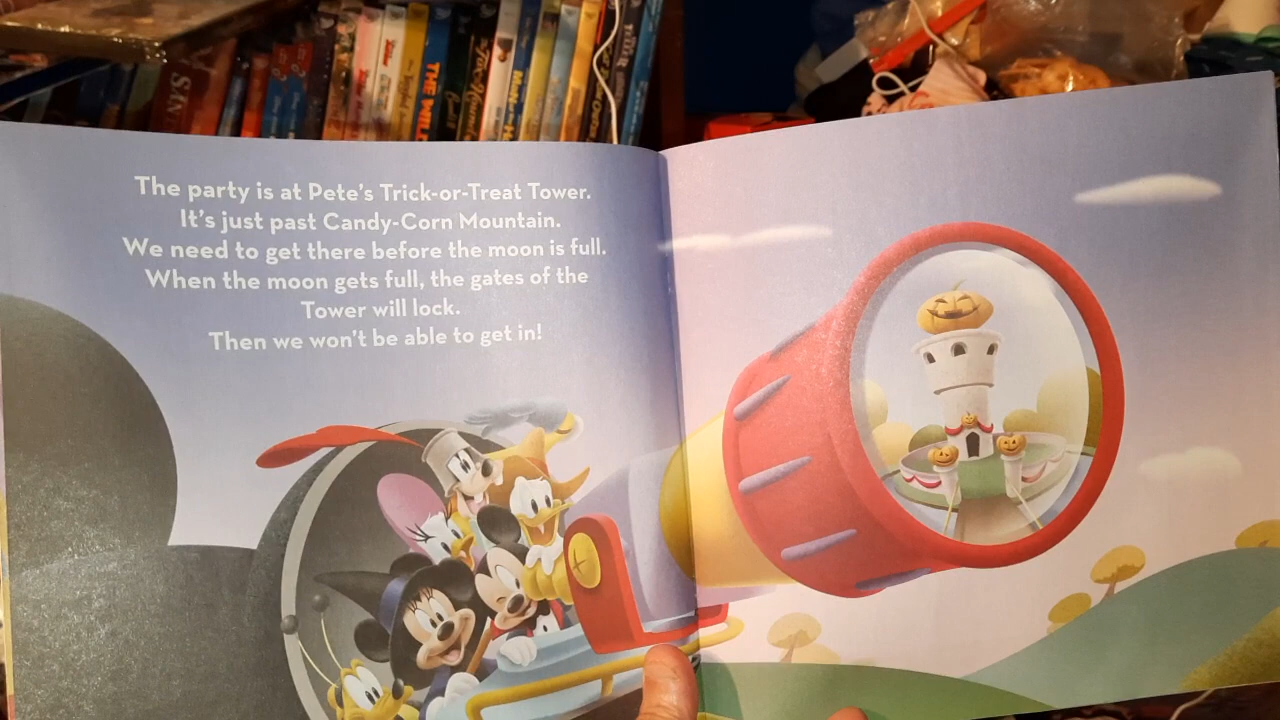 THE WILD
The party is at Pete's Trick-or-Treat Tower.
It's just past Candy-Corn Mountain.
We need to get there before the moon is full.
When the moon gets full, the gates of the
Tower will lock.
Then we won't be able to get in!